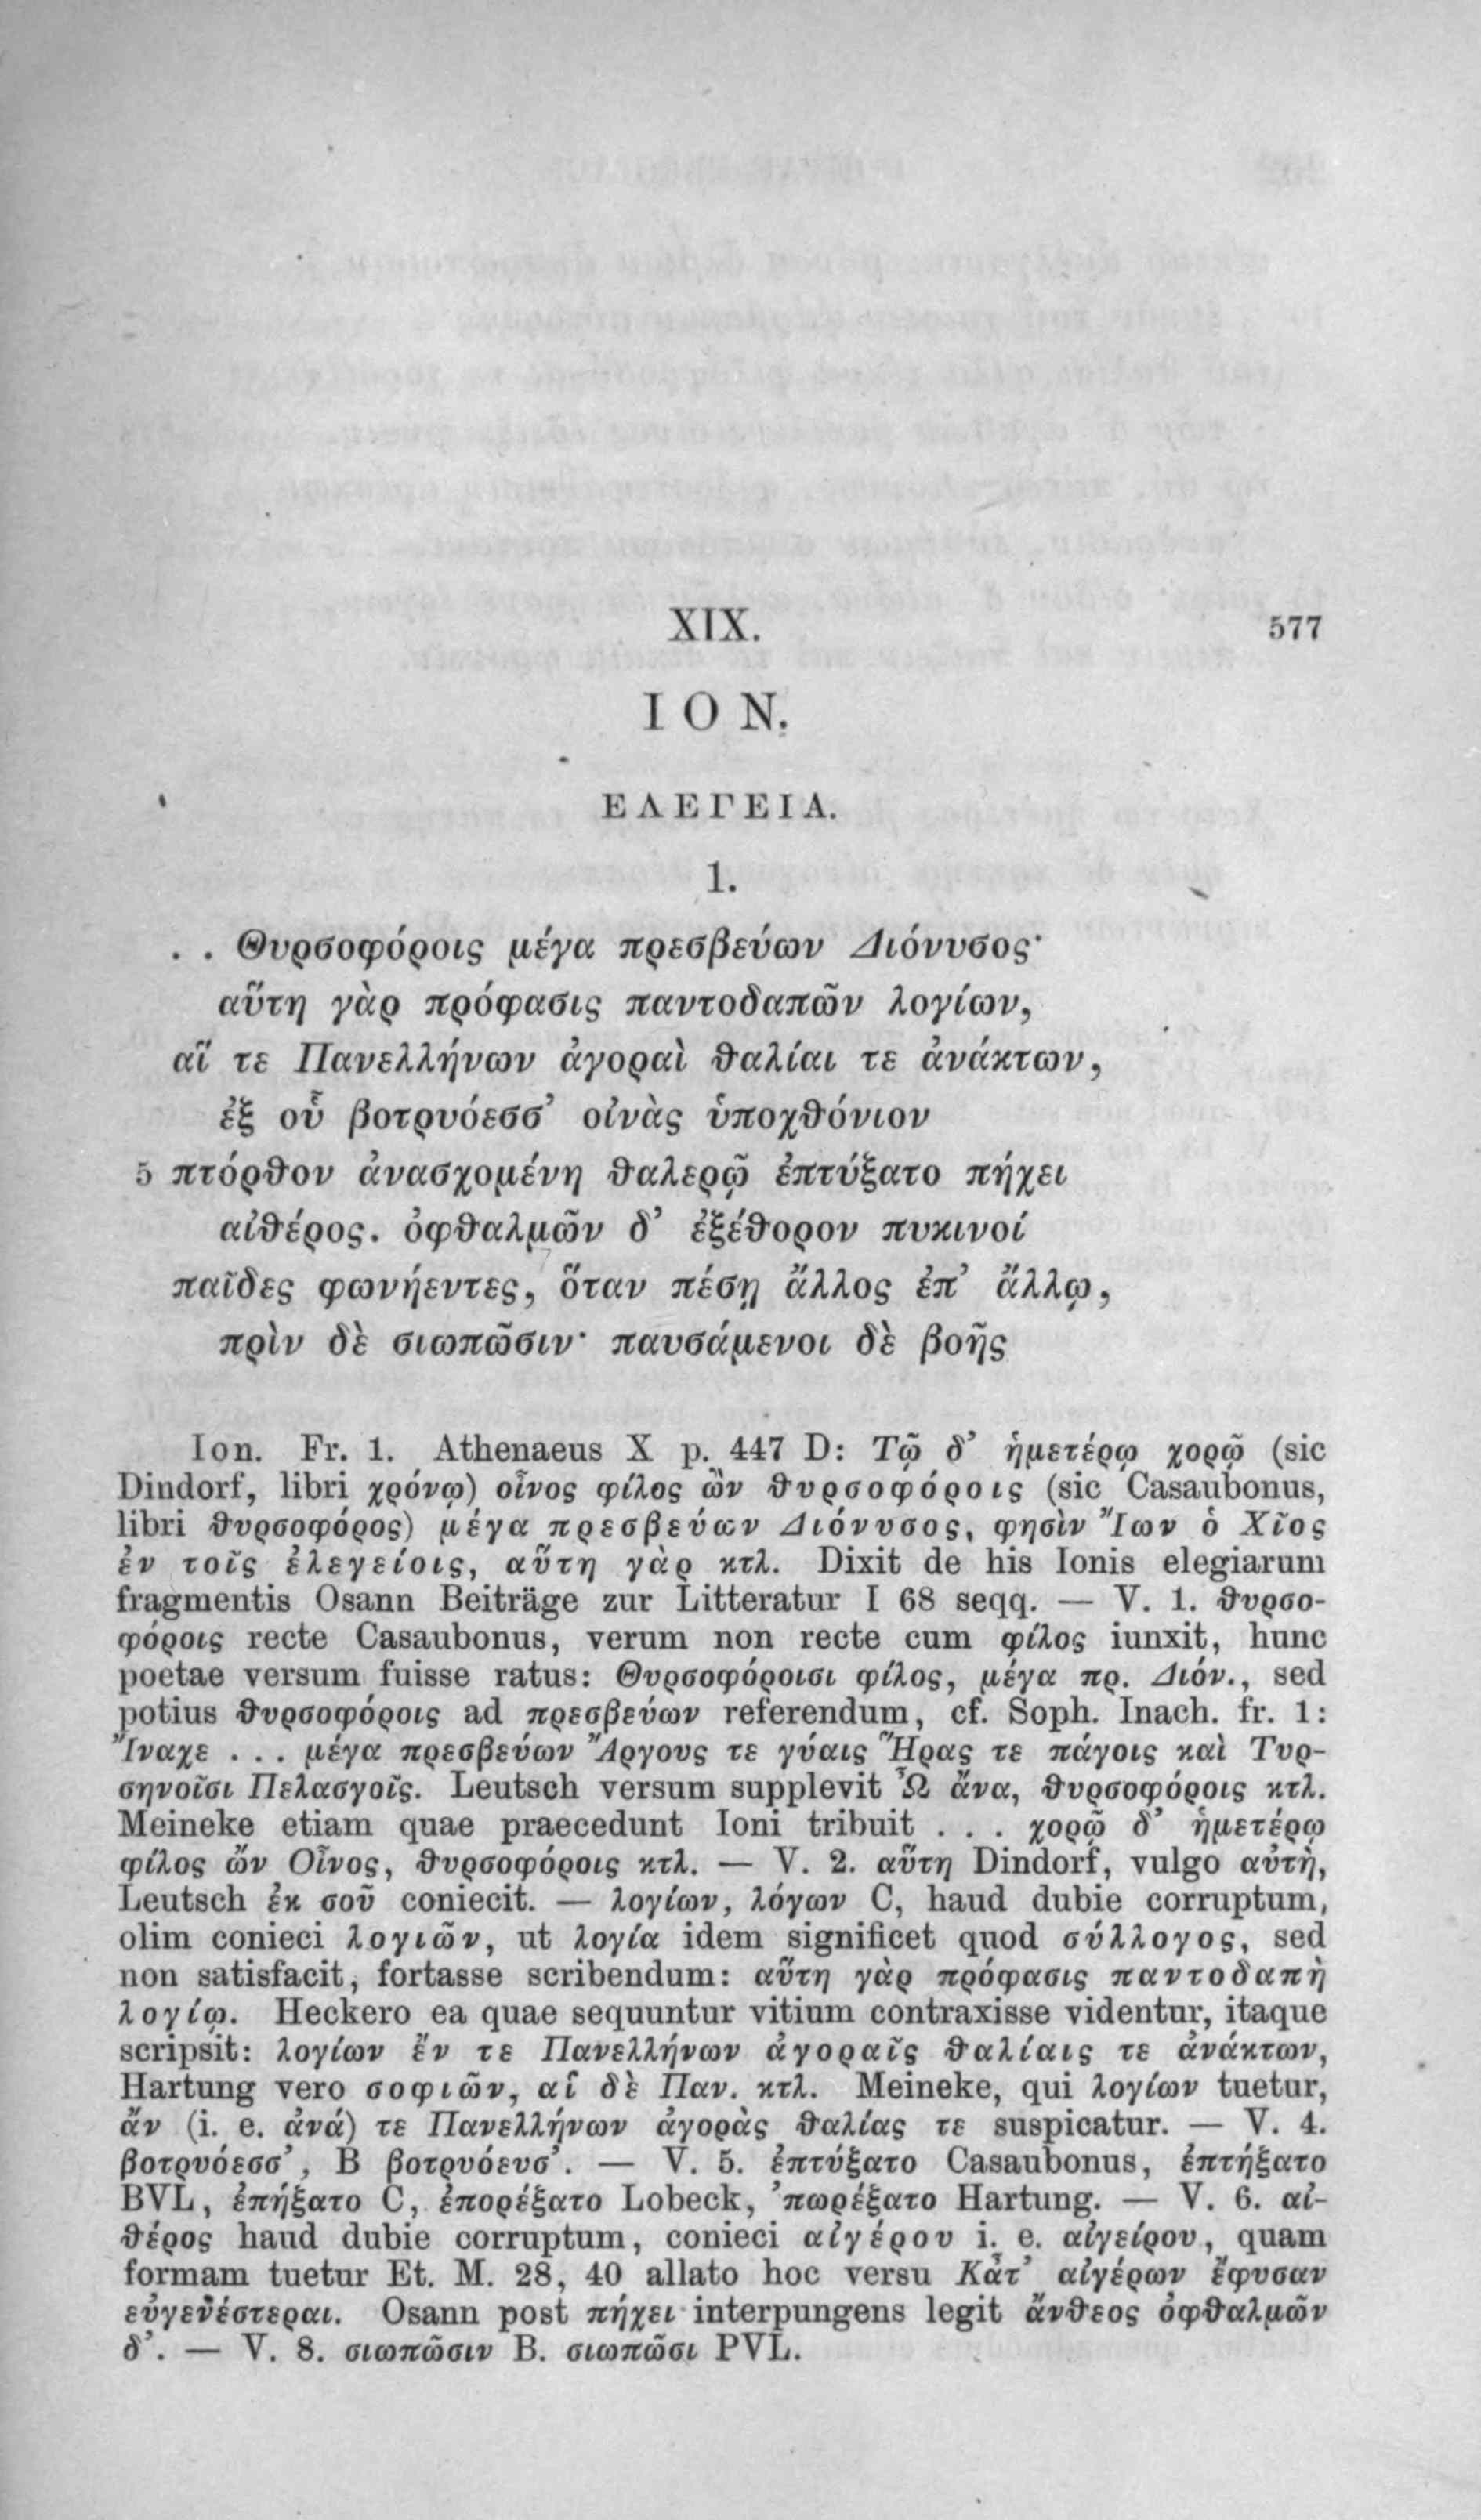 XIX. 577
ION.
ΕΛΕΓΕΙΑ.
1.
. . Θυρσοφόροις μέγα πρεσβεύων Διόνυσος·
αὕτη γὰρ πρόφασις παντοδαπῶν λογίων,
αἵ τε Πανελλήνων ἀγοραὶ θαλίαι τε ἀνάκτων,
ἐξ οὗ βοτρυόεσσ’ οἰνὰς ὑποχθόνιον
5 πτόρθον ἀνασχομένη θαλερῷ ἐπτύξατο πήχει
αἰθέρος. ὀφθαλμῶν δ’ ἐξέθορον πυκινοί
παῖδες φωνήεντες, ὅταν πέσῃ ἄλλος ἐπ’ ἄλλῳ,
πρὶν δὲ σιωπῶσιν· παυσάμενοι δὲ βοῆς
Ion. Fr. 1. Athenaeus X p. 447 D: Τῷ δ’ ἡμετέρῳ χορῷ (sic
Dindorf, libri χρόνῳ) οἶνος φίλος ὢν θυρσοφόροις (sic Casaubonus,
libri θυρσοφόρος) μέγα πρεσβεύων Διόνυσος, φησὶν Ἴων ὁ Χῖος
ἐν τοῖς ἐλεγείοις, αὕτη γὰρ κτλ. Dixit de his Ionis elegiarum
fragmentis Osann Beiträge zur Litteratur I 68 seqq. — V. 1. θυρσο-
φόροις recte Casaubonus, verum non recte cum φίλος iunxit, hunc
poetae versum fuisse ratus: Θυρσοφόροισι φίλος, μέγα πρ. Διόν., sed
potius θυρσοφόροις ad πρεσβεύων referendum, cf. Soph. Inach. fr. 1:
Ἴναχε . . . μέγα πρεσβεύων Ἄργους τε γύαις Ἥρας τε πάγοις καὶ Τυρ-
σηνοῖσι Πελασγοῖς. Leutsch versum supplevit Ὦ ἄνα, θυρσοφόροις κτλ.
Meineke etiam quae praecedunt Ioni tribuit . . . χορῷ δ’ ἡμετέρῳ
φίλος ὢν Οἶνος, θυρσοφόροις κτλ. — V. 2. αὕτη Dindorf, vulgo αὐτὴ,
Leutsch ἐκ σοῦ coniecit. — λογίων, λόγων C, haud dubie corruptum,
olim conieci λογιῶν, ut λογία idem significet quod σύλλογος, sed
non satisfacit, fortasse scribendum: αὕτη γὰρ πρόφασις παντοδαπὴ
λογίῳ. Heckero ea quae sequuntur vitium contraxisse videntur, itaque
scripsit: λογίων ἔν τε Πανελλήνων ἀγοραῖς θαλίαις τε ἀνάκτων,
Hartung vero σοφιῶν, αἱ δὲ Παν. κτλ. Meineke, qui λογίων tuetur,
ἄν (i. e. ἀνά) τε Πανελλήνων ἀγορὰς θαλίας τε suspicatur. — V. 4.
βοτρυόεσσ’, B βοτρυόευσ’. — V. 5. ἐπτύξατο Casaubonus, ἐπτήξατο
BVL, ἐπήξατο C, ἐπορέξατο Lobeck, ’πωρέξατο Hartung. — V. 6. αἰ-
θέρος haud dubie corruptum, conieci αἰγέρου i. e. αἰγείρου, quam
formam tuetur Et. M. 28, 40 allato hoc versu Κὰτ’ αἰγέρων ἔφυσαν
εὐγενέστεραι. Osann post πήχει interpungens legit ἄνθεος ὀφθαλμῶν
δ’. — V. 8. σιωπῶσιν B. σιωπῶσι PVL.